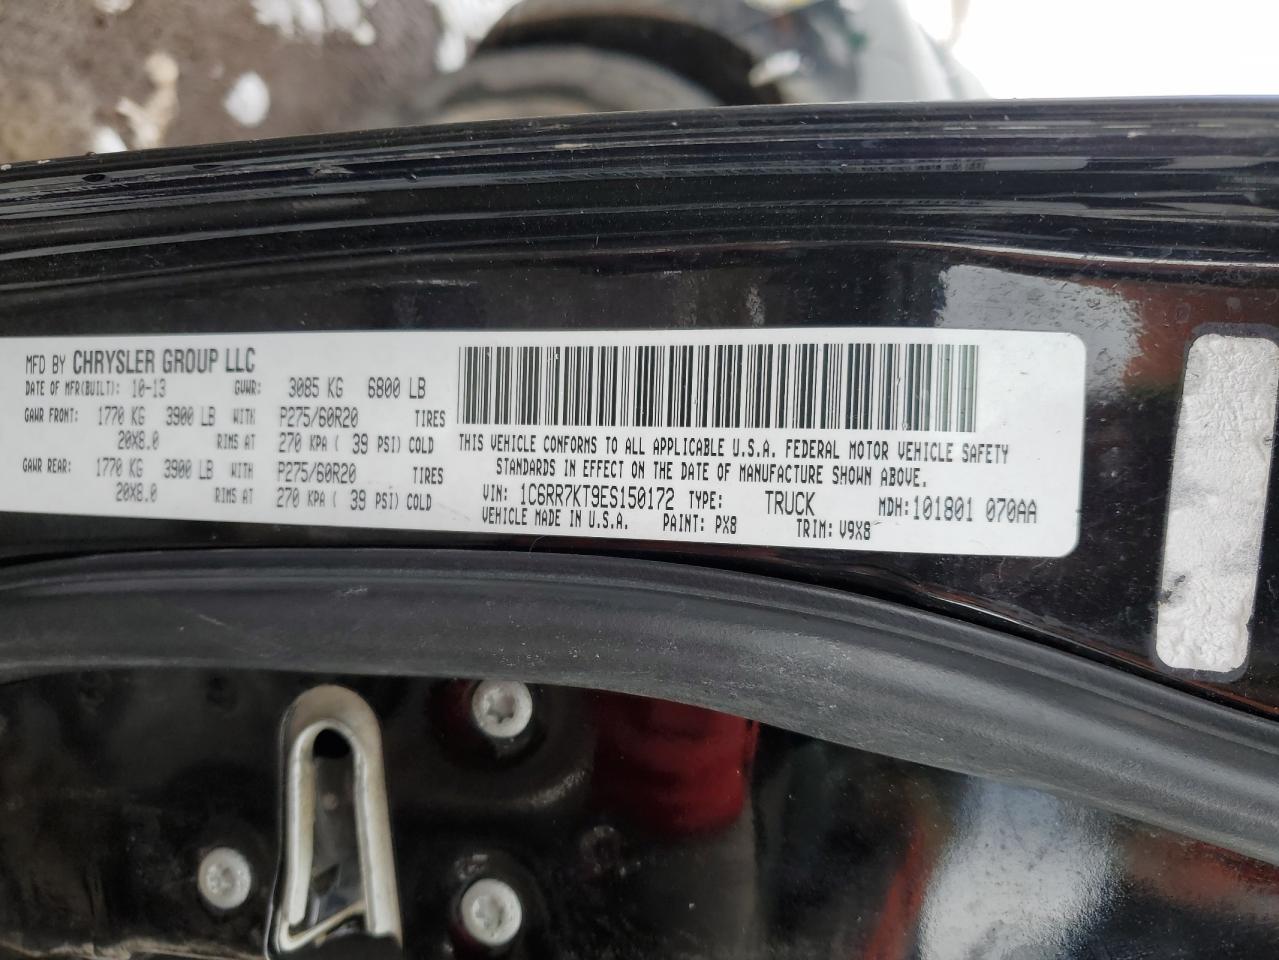 MFD BY CHRYSLER GROUP LLC
DATE OF MFR(BUILT): 10-13 GVWR: 3085 KG 6800 LB
GAWR FRONT: 1770 KG 3900 LB WITH P275/60R20 TIRES
20X8.0 RIMS AT 270 KPA ( 39 PSI) COLD
GAWR REAR: 1770 KG 3900 LB WITH P275/60R20 TIRES
20X8.0 RIMS AT 270 KPA ( 39 PSI) COLD
THIS VEHICLE CONFORMS TO ALL APPLICABLE U.S.A. FEDERAL MOTOR VEHICLE SAFETY
STANDARDS IN EFFECT ON THE DATE OF MANUFACTURE SHOWN ABOVE.
VIN: 1C6RR7KT9ES150172 TYPE: TRUCK MDH:101801 070AA
VEHICLE MADE IN U.S.A. PAINT: PX8 TRIM: V9X8